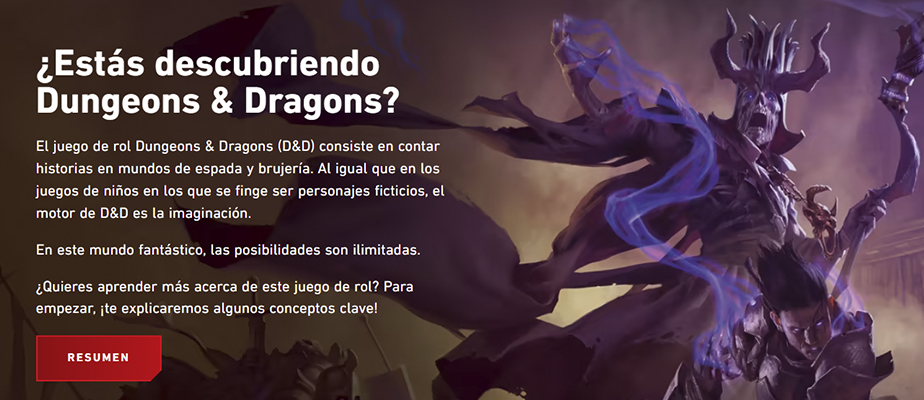 ¿Estás descubriendo
Dungeons & Dragons?
El juego de rol Dungeons & Dragons (D&D) consiste en contar
historias en mundos de espada y brujería. Al igual que en los
juegos de niños en los que se finge ser personajes ficticios, el
motor de D&D es la imaginación.
En este mundo fantástico, las posibilidades son ilimitadas.
¿Quieres aprender más acerca de este juego de rol? Para
empezar, ¡te explicaremos algunos conceptos clave!
RESUMEN